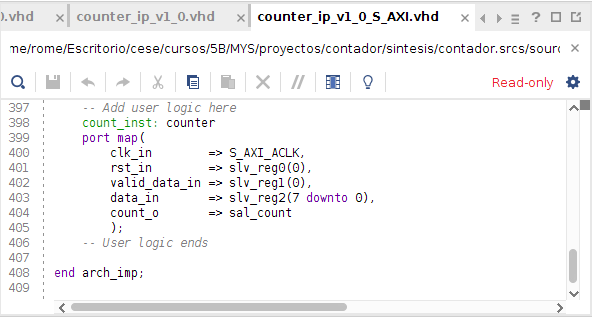 0.vhd counter_ip_v1_0.vhd counter_ip_v1_0_S_AXI.vhd
me/rome/Escritorio/cese/cursos/5B/MYS/proyectos/contador/sintesis/contador.srcs/sourc
Read-only
397 -- Add user logic here
398 count_inst: counter
399 port map(
400 clk_in => S_AXI_ACLK,
401 rst_in => slv_reg0(0),
402 valid_data_in => slv_reg1(0),
403 data_in => slv_reg2(7 downto 0),
404 count_o => sal_count
405 );
406 -- User logic ends
407
408 end arch_imp;
409